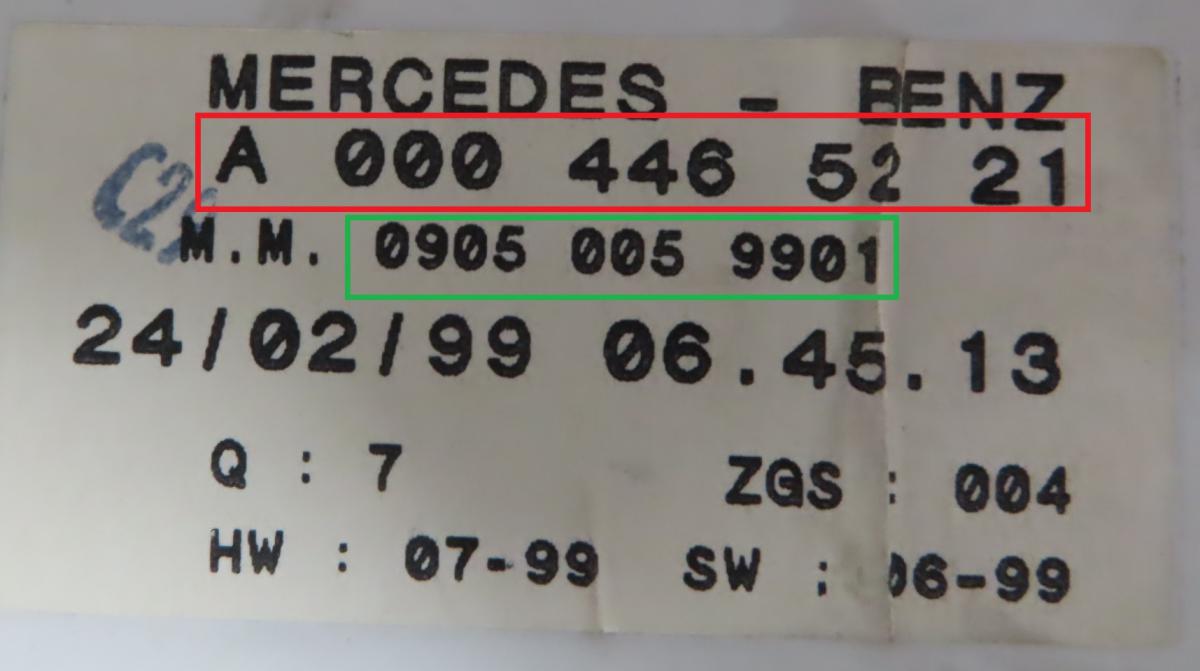 MERCEDES - BENZ
A 000 446 52 21
M.M. 0905 005 9901
24/02/99 06.45.13
Q : 7 ZGS : 004
HW : 07-99 SW : 06-99